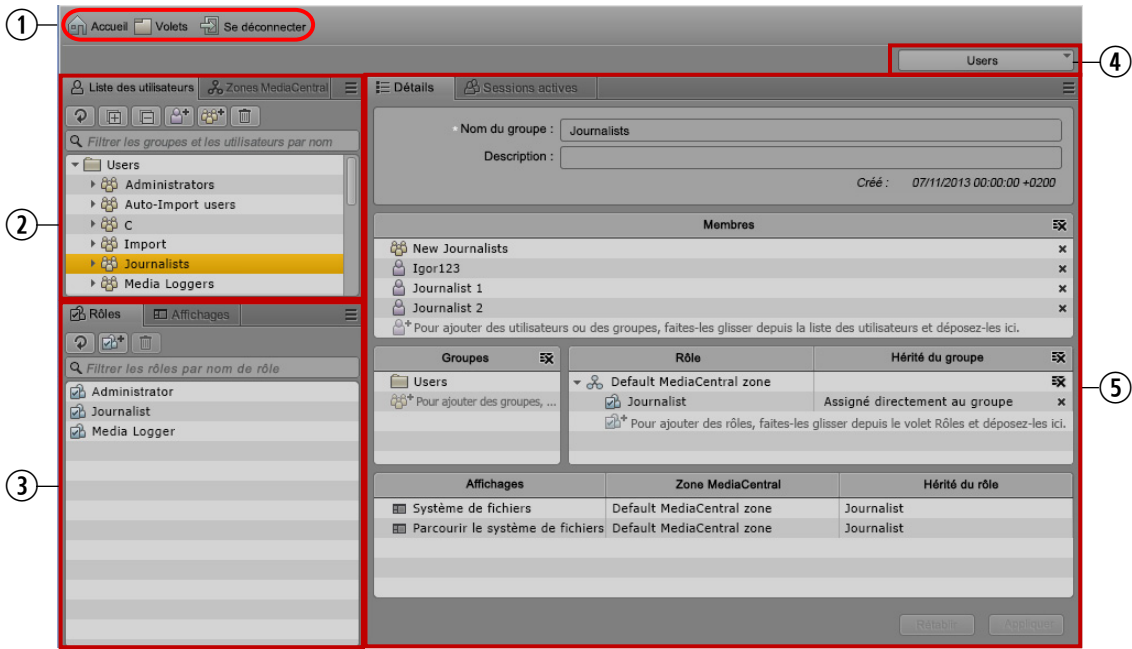 1
Accueil Volets Se déconnecter
Users
4
Liste des utilisateurs Zones MediaCentral
Filtrer les groupes et les utilisateurs par nom
Users
Administrators
Auto-Import users
C
Import
Journalists
Media Loggers
2
Rôles Affichages
Filtrer les rôles par nom de rôle
Administrator
Journalist
Media Logger
3
Détails Sessions actives
Nom du groupe : Journalists
Description :
Créé : 07/11/2013 00:00:00 +0200
Membres
New Journalists
Igor123
Journalist 1
Journalist 2
Pour ajouter des utilisateurs ou des groupes, faites-les glisser depuis la liste des utilisateurs et déposez-les ici.
Groupes
Users
Pour ajouter des groupes, ...
Rôle Hérité du groupe
Default MediaCentral zone
Journalist Assigné directement au groupe
Pour ajouter des rôles, faites-les glisser depuis le volet Rôles et déposez-les ici.
5
Affichages Zone MediaCentral Hérité du rôle
Système de fichiers Default MediaCentral zone Journalist
Parcourir le système de fichiers Default MediaCentral zone Journalist
Rétablir Appliquer